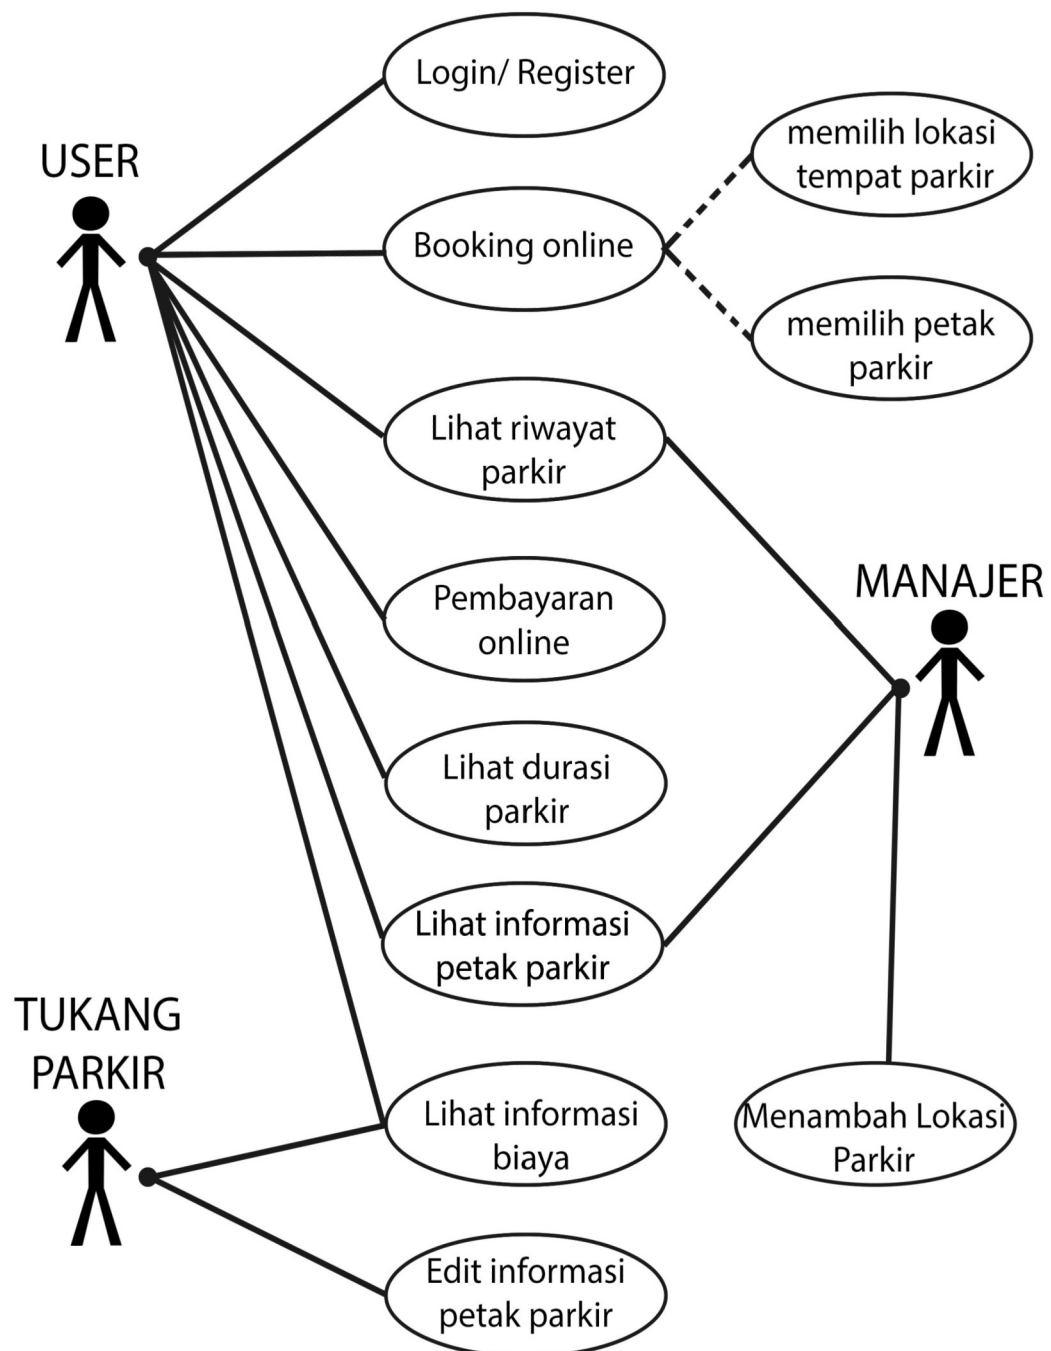 Login/ Register
USER
memilih lokasi
tempat parkir
Booking online
memilih petak
parkir
Lihat riwayat
parkir
MANAJER
Pembayaran
online
Lihat durasi
parkir
Lihat informasi
petak parkir
TUKANG
PARKIR
Lihat informasi
biaya
Menambah Lokasi
Parkir
Edit informasi
petak parkir